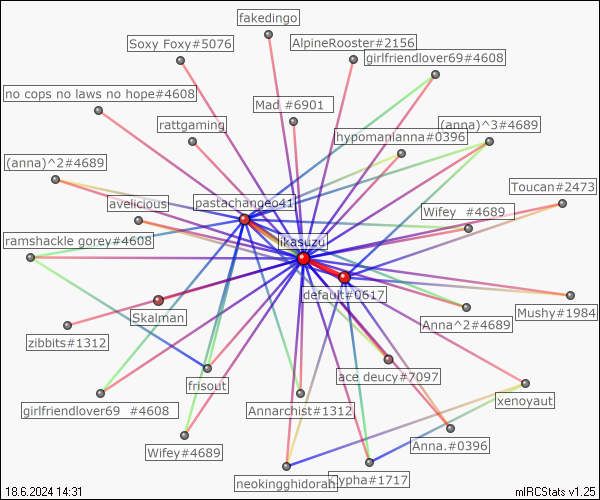 fakedingo
Soxy Foxy#5076
AlpineRooster#2156
girlfriendlover69#4608
no cops no laws no hope#4608
Mad #6901
rattgaming
hypomanIanna#0396
(anna)^3#4689
(anna)^2#4689
Toucan#2473
avelicious
pastachangeo41
Wifey #4689
ramshackle gorey#4608
likasuzu
default#0617
Skalman
Anna^2#4689
Mushy#1984
zibbits#1312
ace deucy#7097
frisout
xenoyaut
girlfriendlover69 #4608
Annarchist#1312
Wifey#4689
Anna.#0396
neokingghidorah
Cypha#1717
18.6.2024 14:31
mIRCStats v1.25